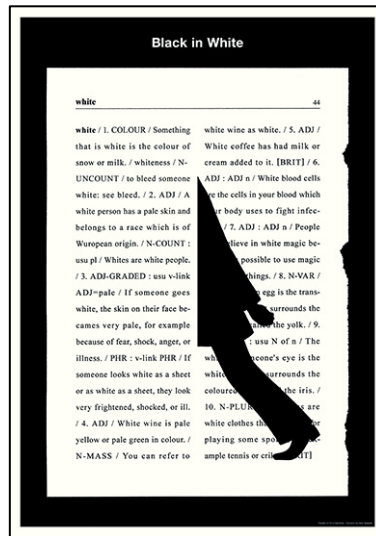 Black in White
white 44
white / 1. COLOUR / Something
that is white is the colour of
snow or milk. / whiteness / N-
UNCOUNT / to bleed someone
white: see bleed. / 2. ADJ / A
white person has a pale skin and
belongs to a race which is of
Wuropean origin. / N-COUNT :
usu pl / Whites are white people.
/ 3. ADJ-GRADED : usu v-link
ADJ=pale / If someone goes
white, the skin on their face be-
cames very pale, for example
because of fear, shock, anger, or
illness. / PHR : v-link PHR / If
someone looks white as a sheet
or as white as a sheet, they look
very frightened, shocked, or ill.
/ 4. ADJ / White wine is pale
yellow or pale green in colour. /
N-MASS / You can refer to
white wine as white. / 5. ADJ /
White coffee has had milk or
cream added to it. [BRIT] / 6.
ADJ : ADJ n / White blood cells
the cells in your blood which
body uses to fight infec-
/ 7. ADJ : ADJ n / People
in white magic be-
possible to use magic
things. / 8. N-VAR /
egg is the trans-
surrounds the
the yolk. / 9.
: usu N of n / The
eye is the
white surrounds the
the iris. /
10. are
white clothes
playing some
ample tennis or